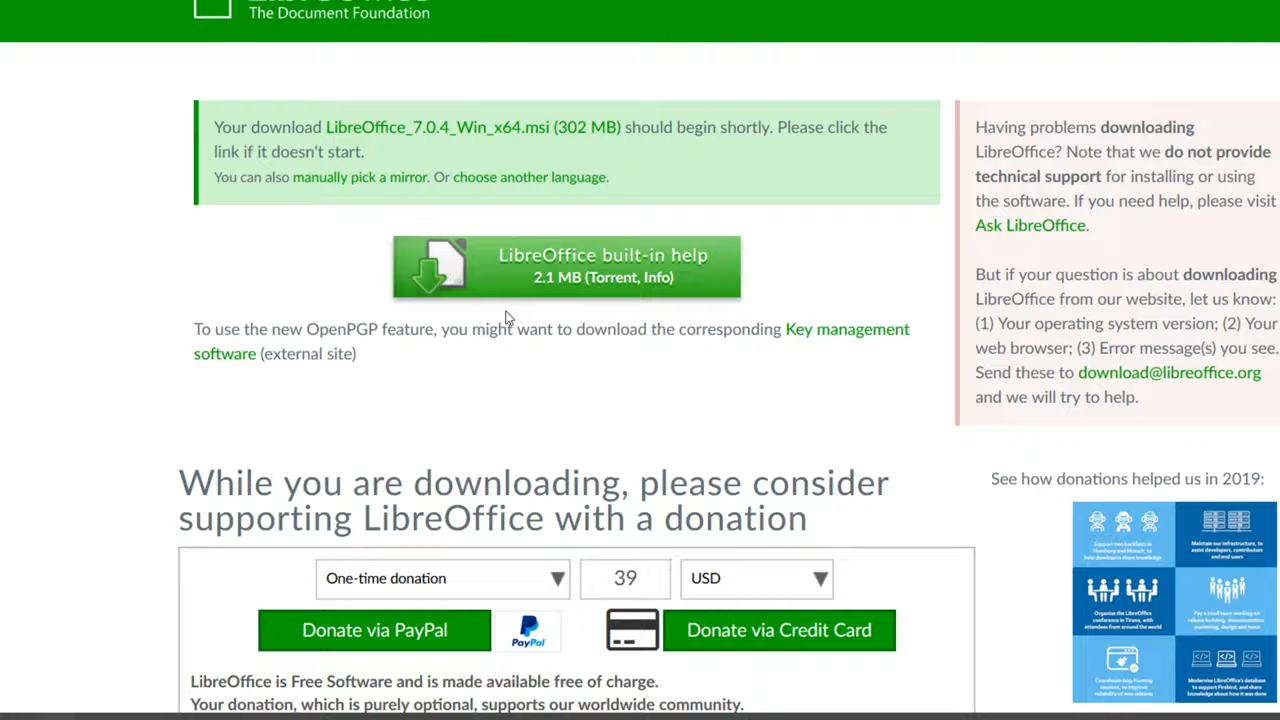 The Document Foundation
Your download LibreOffice_7.0.4_Win_x64.msi (302 MB) should begin shortly. Please click the
link if it doesn't start.
You can also manually pick a mirror. Or choose another language.
LibreOffice built-in help
2.1 MB (Torrent, Info)
To use the new OpenPGP feature, you might want to download the corresponding Key management
software (external site)
Having problems downloading
LibreOffice? Note that we do not provide
technical support for installing or using
the software. If you need help, please visit
Ask LibreOffice.
But if your question is about downloading
LibreOffice from our website, let us know:
(1) Your operating system version; (2) Your
web browser; (3) Error message(s) you see.
Send these to download@libreoffice.org
and we will try to help.
While you are downloading, please consider
supporting LibreOffice with a donation
One-time donation
39
USD
Donate via PayPal
PayPal
Donate via Credit Card
LibreOffice is Free Software and is made available free of charge.
Your donation, which is purely optional, supports our worldwide community.
See how donations helped us in 2019: